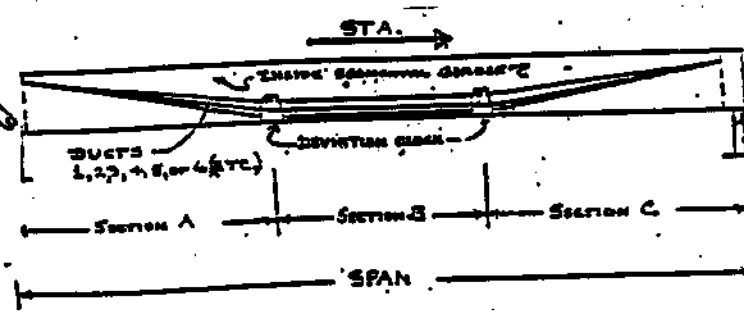 STA.
INSIDE SEGMENTAL GIRDER
DUCTS
1, 2, 3, 4, 5, or 6 (ETC)
DEVIATION BLOCK
SECTION A
SECTION B
SECTION C
SPAN